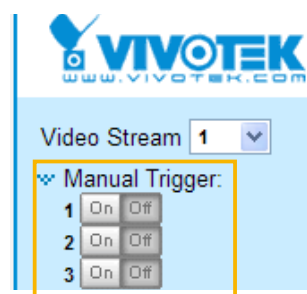 VIVOTEK
www.vivotek.com
Video Stream 1
Manual Trigger:
1 On Off
2 On Off
3 On Off